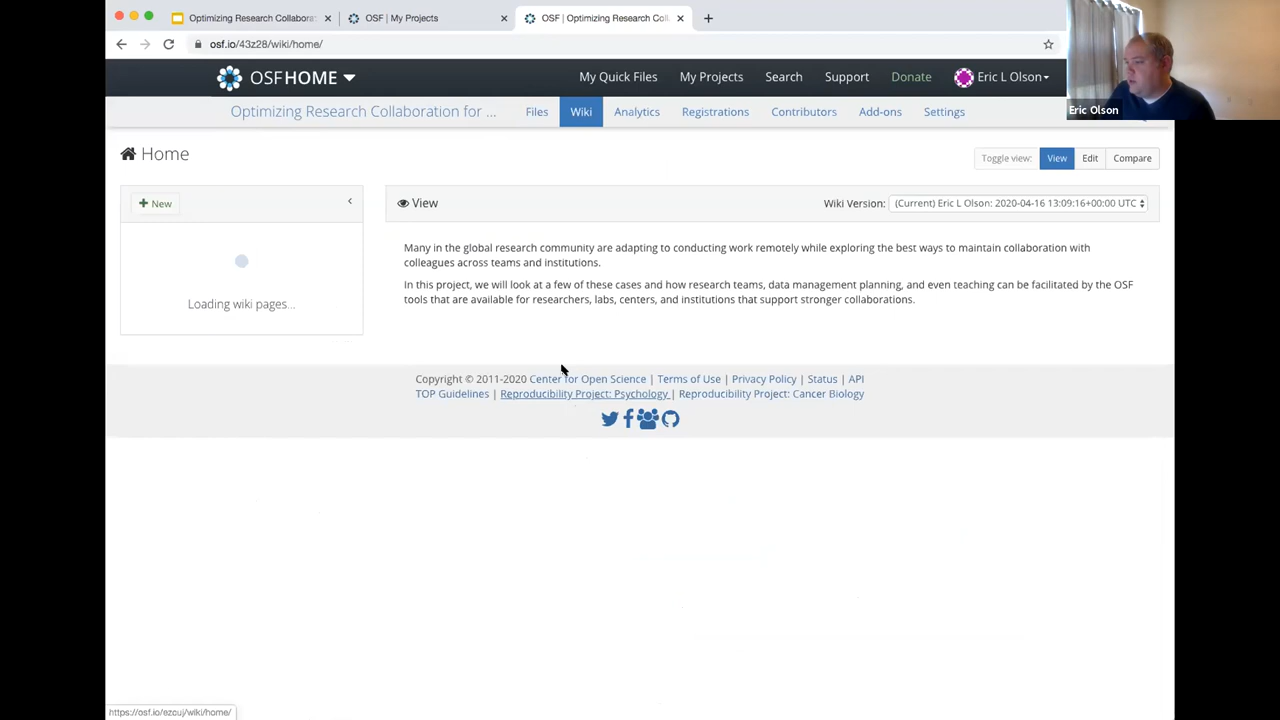 Optimizing Research Collabora
OSF | My Projects
OSF | Optimizing Research Col
osf.io/43z28/wiki/home/
OSFHOME
My Quick Files
My Projects
Search
Support
Donate
Eric L Olson
Eric Olson
Optimizing Research Collaboration for ...
Files
Wiki
Analytics
Registrations
Contributors
Add-ons
Settings
Home
Toggle view:
View
Edit
Compare
New
View
Wiki Version:
(Current) Eric L Olson: 2020-04-16 13:09:16+00:00 UTC
Loading wiki pages...
Many in the global research community are adapting to conducting work remotely while exploring the best ways to maintain collaboration with
colleagues across teams and institutions.
In this project, we will look at a few of these cases and how research teams, data management planning, and even teaching can be facilitated by the OSF
tools that are available for researchers, labs, centers, and institutions that support stronger collaborations.
Copyright © 2011-2020 Center for Open Science | Terms of Use | Privacy Policy | Status | API
TOP Guidelines | Reproducibility Project: Psychology | Reproducibility Project: Cancer Biology
https://osf.io/ezcuj/wiki/home/